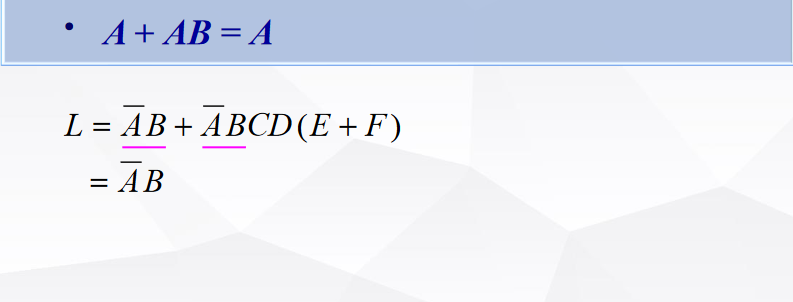 • A + AB = A
L = A̅B + A̅BCD(E + F)
= A̅B